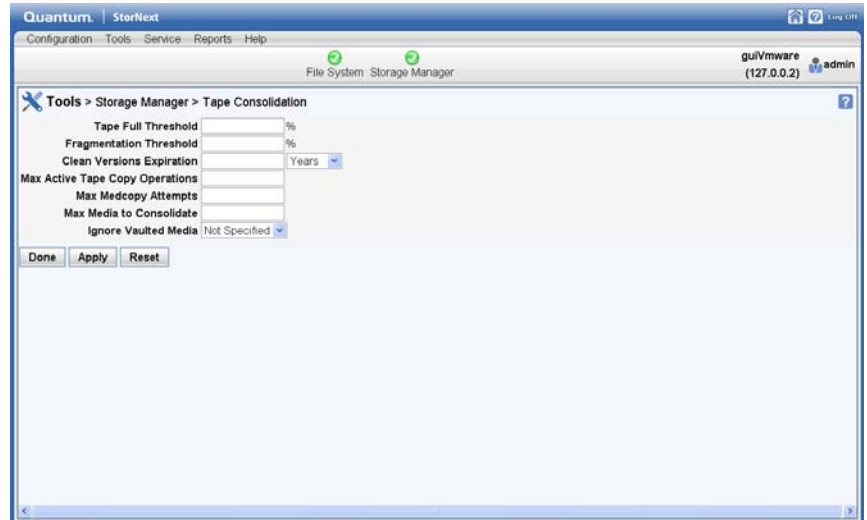 Quantum. StorNext Log Off
Configuration Tools Service Reports Help
File System Storage Manager
guiVmware
(127.0.0.2)
admin
Tools > Storage Manager > Tape Consolidation
Tape Full Threshold %
Fragmentation Threshold %
Clean Versions Expiration Years
Max Active Tape Copy Operations
Max Medcopy Attempts
Max Media to Consolidate
Ignore Vaulted Media Not Specified
Done Apply Reset